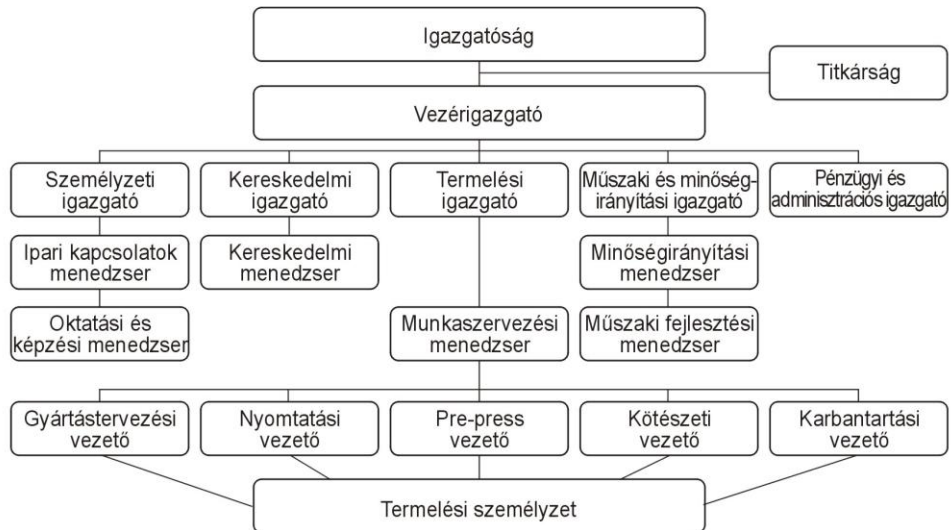 Igazgatóság
Titkárság
Vezérigazgató
Személyzeti
igazgató
Kereskedelmi
igazgató
Termelési
igazgató
Műszaki és minőség-
irányítási igazgató
Pénzügyi és
adminisztrációs igazgató
Ipari kapcsolatok
menedzser
Kereskedelmi
menedzser
Minőségirányítási
menedzser
Oktatási és
képzési menedzser
Munkaszervezési
menedzser
Műszaki fejlesztési
menedzser
Gyártástervezési
vezető
Nyomtatási
vezető
Pre-press
vezető
Kötészeti
vezető
Karbantartási
vezető
Termelési személyzet